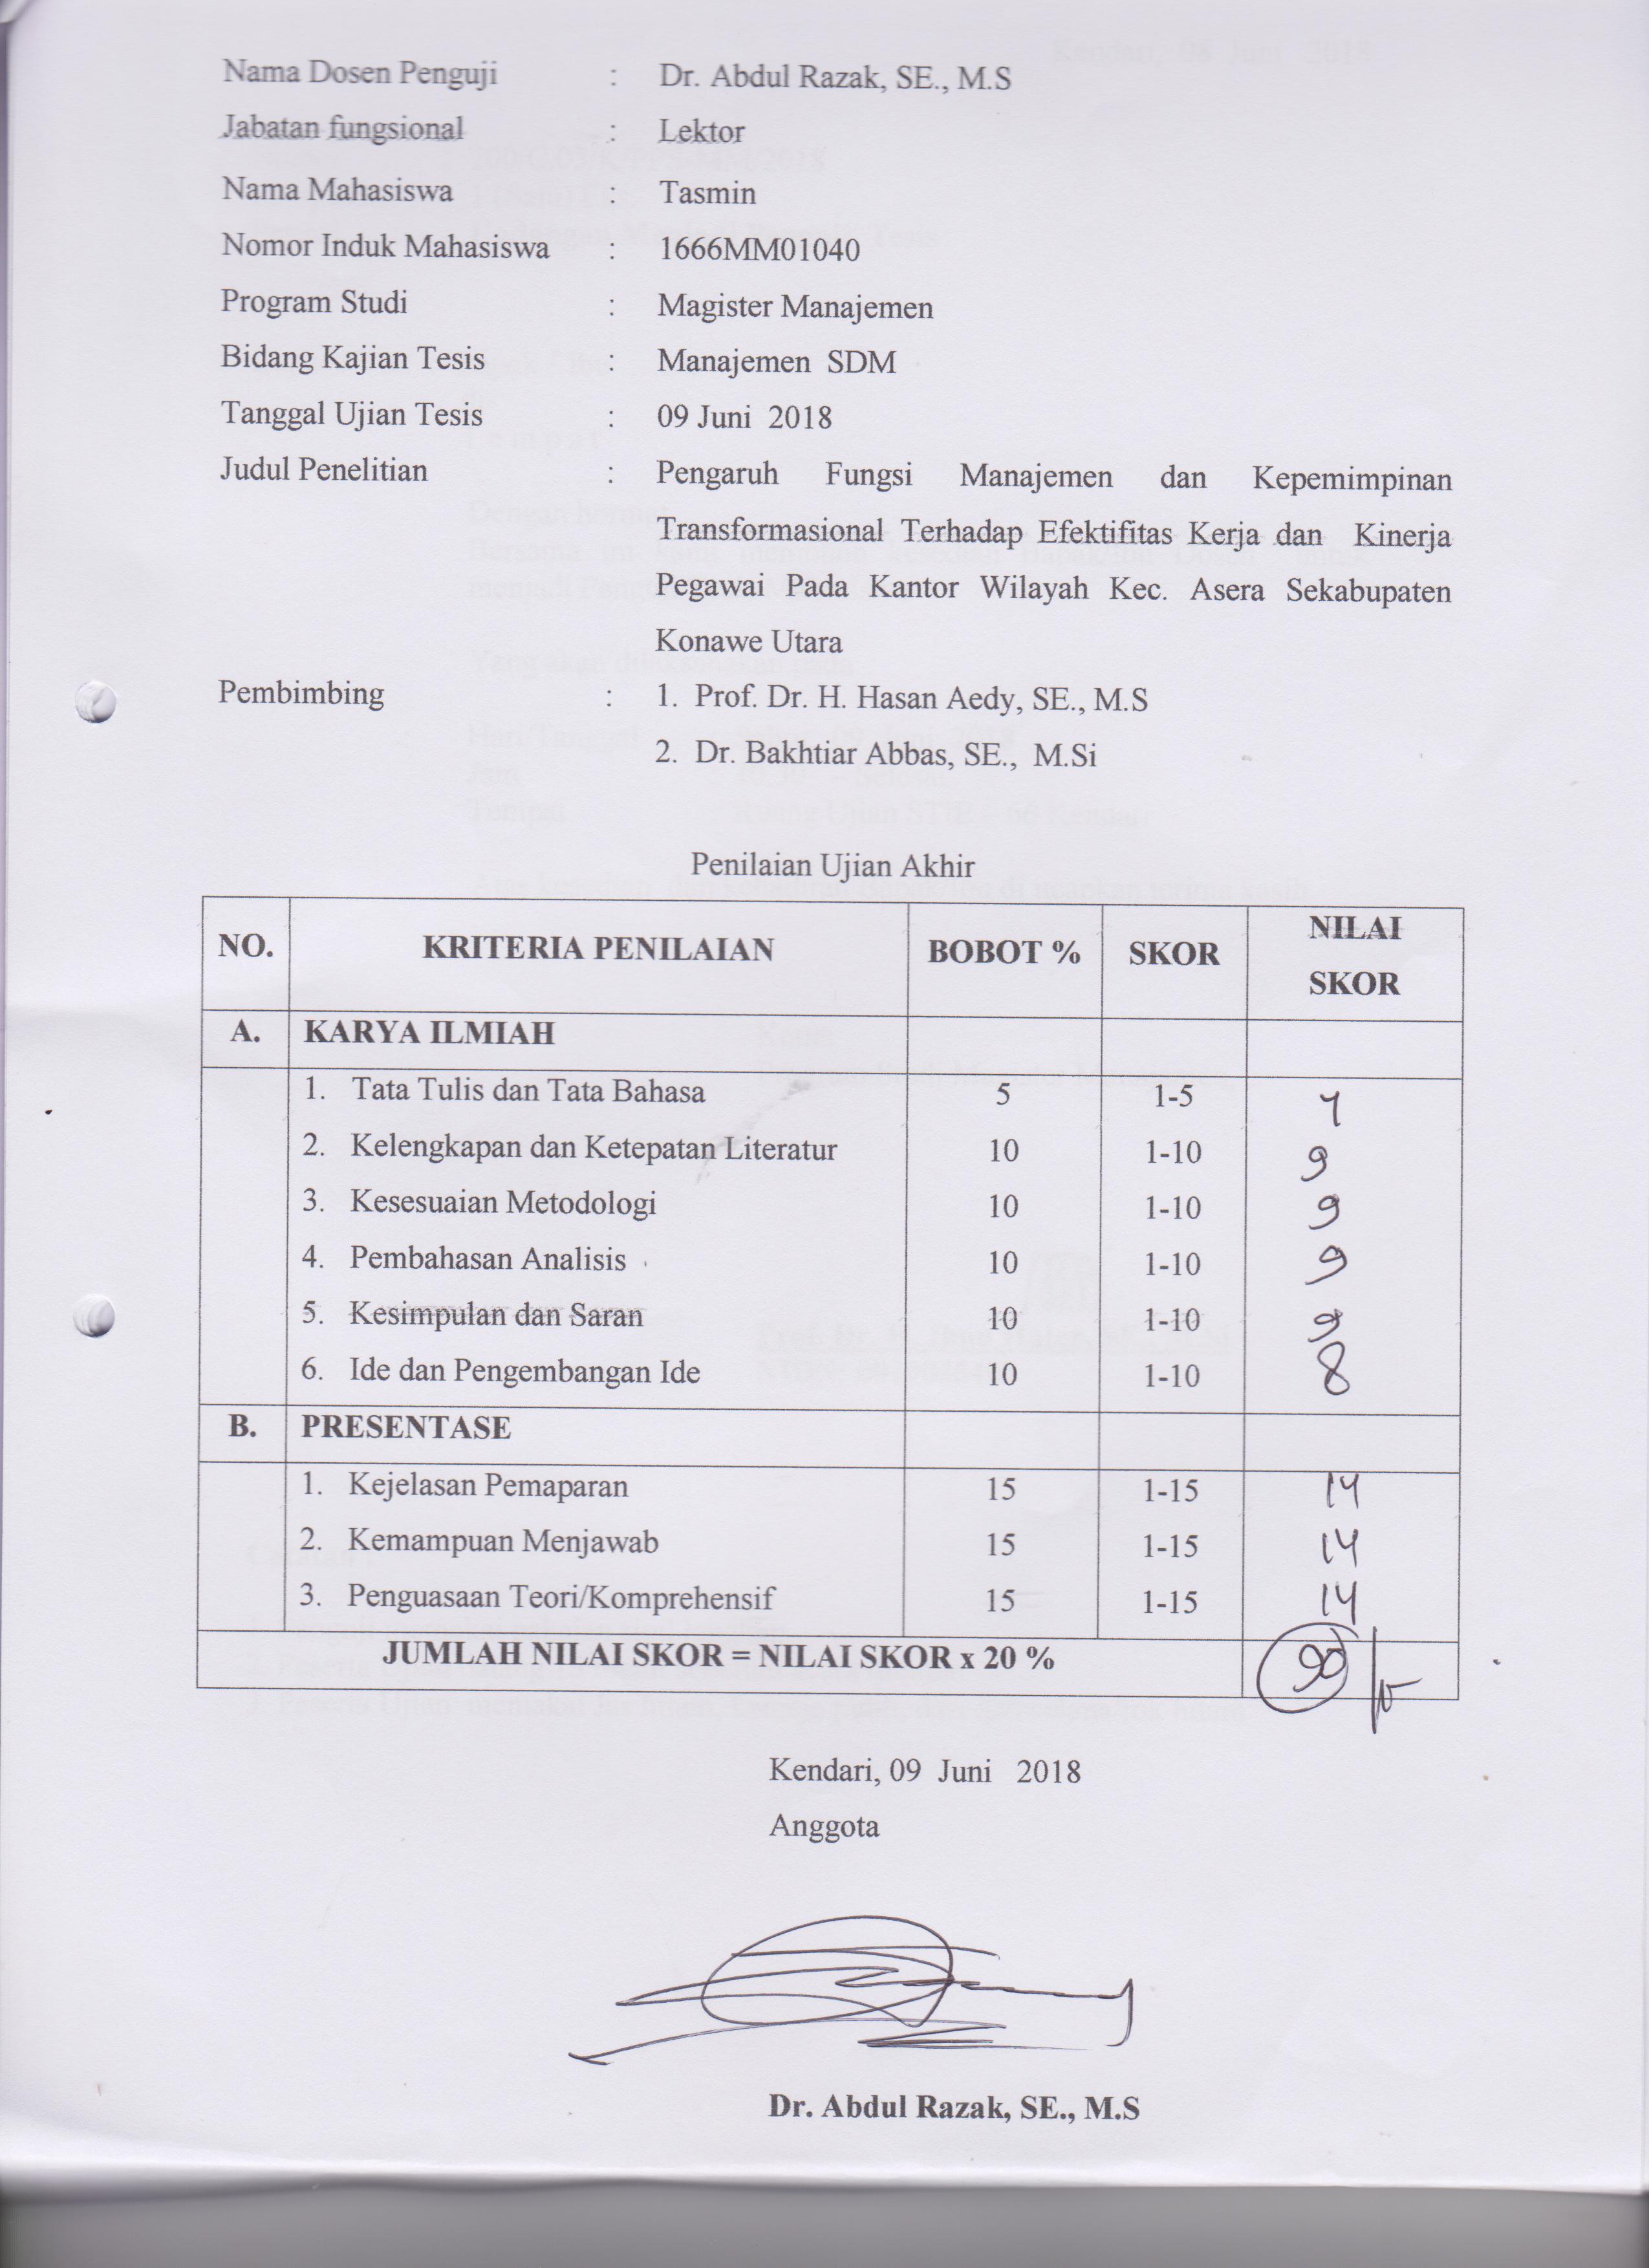 Nama Dosen Penguji : Dr. Abdul Razak, SE., M.S
Jabatan fungsional : Lektor
Nama Mahasiswa : Tasmin
Nomor Induk Mahasiswa : 1666MM01040
Program Studi : Magister Manajemen
Bidang Kajian Tesis : Manajemen SDM
Tanggal Ujian Tesis : 09 Juni 2018
Judul Penelitian : Pengaruh Fungsi Manajemen dan Kepemimpinan
Transformasional Terhadap Efektifitas Kerja dan Kinerja
Pegawai Pada Kantor Wilayah Kec. Asera Sekabupaten
Konawe Utara
Pembimbing : 1. Prof. Dr. H. Hasan Aedy, SE., M.S
2. Dr. Bakhtiar Abbas, SE., M.Si
Penilaian Ujian Akhir
NO. KRITERIA PENILAIAN BOBOT % SKOR NILAI SKOR
A. KARYA ILMIAH
1. Tata Tulis dan Tata Bahasa 5 1-5 4
2. Kelengkapan dan Ketepatan Literatur 10 1-10 9
3. Kesesuaian Metodologi 10 1-10 9
4. Pembahasan Analisis 10 1-10 9
5. Kesimpulan dan Saran 10 1-10 9
6. Ide dan Pengembangan Ide 10 1-10 8
B. PRESENTASE
1. Kejelasan Pemaparan 15 1-15 14
2. Kemampuan Menjawab 15 1-15 14
3. Penguasaan Teori/Komprehensif 15 1-15 14
JUMLAH NILAI SKOR = NILAI SKOR x 20 % 90
Kendari, 09 Juni 2018
Anggota
Dr. Abdul Razak, SE., M.S